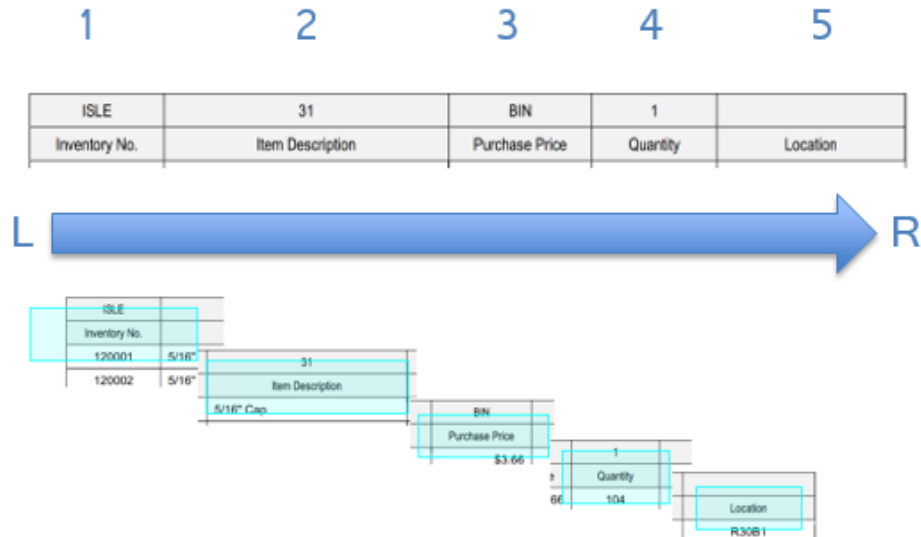 1 2 3 4 5
ISLE 31 BIN 1
Inventory No. Item Description Purchase Price Quantity Location
L R
ISLE
Inventory No.
120001 5/16"
120002 5/16"
31
Item Description
5/16" Cap
BIN
Purchase Price
$3.66
1
e Quantity
66 104
Location
R30B1